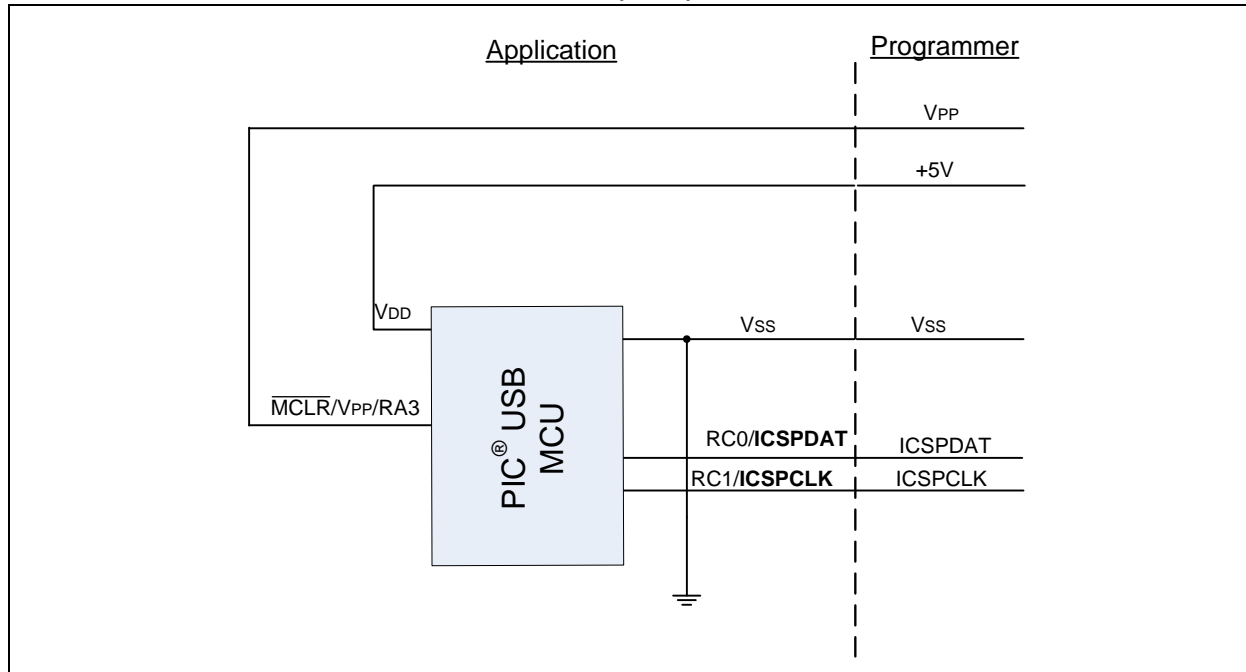 Application
Programmer
VPP
+5V
VDD
VSS
VSS
MCLR/VPP/RA3
PIC® USB
MCU
RC0/ICSPDAT
ICSPDAT
RC1/ICSPCLK
ICSPCLK